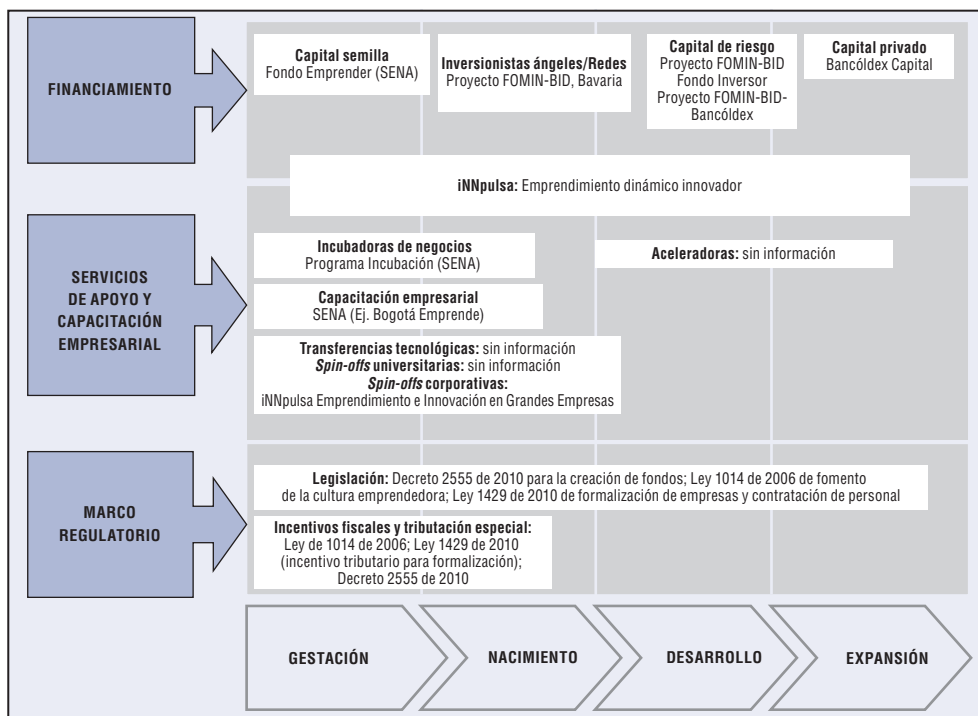 FINANCIAMIENTO
Capital semilla
Fondo Emprender (SENA)
Inversionistas ángeles/Redes
Proyecto FOMIN-BID, Bavaria
Capital de riesgo
Proyecto FOMIN-BID
Fondo Inversor
Proyecto FOMIN-BID-
Bancóldex
Capital privado
Bancóldex Capital
iNNpulsa: Emprendimiento dinámico innovador
SERVICIOS
DE APOYO Y
CAPACITACIÓN
EMPRESARIAL
Incubadoras de negocios
Programa Incubación (SENA)
Aceleradoras: sin información
Capacitación empresarial
SENA (Ej. Bogotá Emprende)
Transferencias tecnológicas: sin información
Spin-offs universitarias: sin información
Spin-offs corporativas:
iNNpulsa Emprendimiento e Innovación en Grandes Empresas
MARCO
REGULATORIO
Legislación: Decreto 2555 de 2010 para la creación de fondos; Ley 1014 de 2006 de fomento
de la cultura emprendedora; Ley 1429 de 2010 de formalización de empresas y contratación de personal
Incentivos fiscales y tributación especial:
Ley de 1014 de 2006; Ley 1429 de 2010
(incentivo tributario para formalización);
Decreto 2555 de 2010
GESTACIÓN
NACIMIENTO
DESARROLLO
EXPANSIÓN